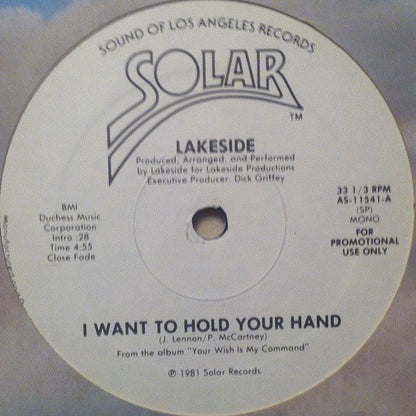 SOUND OF LOS ANGELES RECORDS
SOLAR
TM
LAKESIDE
Produced, Arranged, and Performed
by Lakeside for Lakeside Productions
Executive Producer: Dick Griffey
BMI
Duchess Music
Corporation
Intro :28
Time 4:55
Close Fade
33 1/3 RPM
AS-11541-A
(SP)
MONO
FOR
PROMOTIONAL
USE ONLY
I WANT TO HOLD YOUR HAND
(J. Lennon/P. McCartney)
From the album "Your Wish Is My Command"
℗ 1981 Solar Records